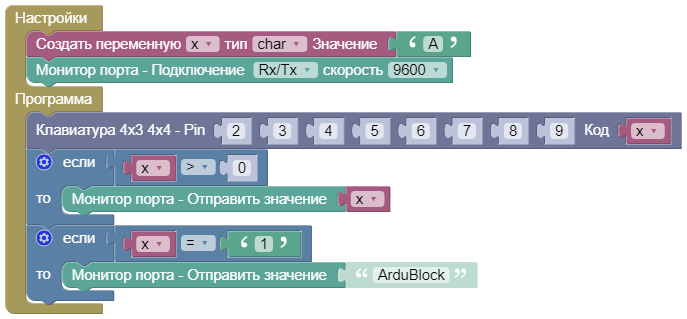 Настройки
Создать переменную x тип char Значение ‘ A ’
Монитор порта - Подключение Rx/Tx скорость 9600
Программа
Клавиатура 4x3 4x4 - Pin 2 3 4 5 6 7 8 9 Код x
если x > 0
то Монитор порта - Отправить значение x
если x = ‘ 1 ’
то Монитор порта - Отправить значение “ ArduBlock ”